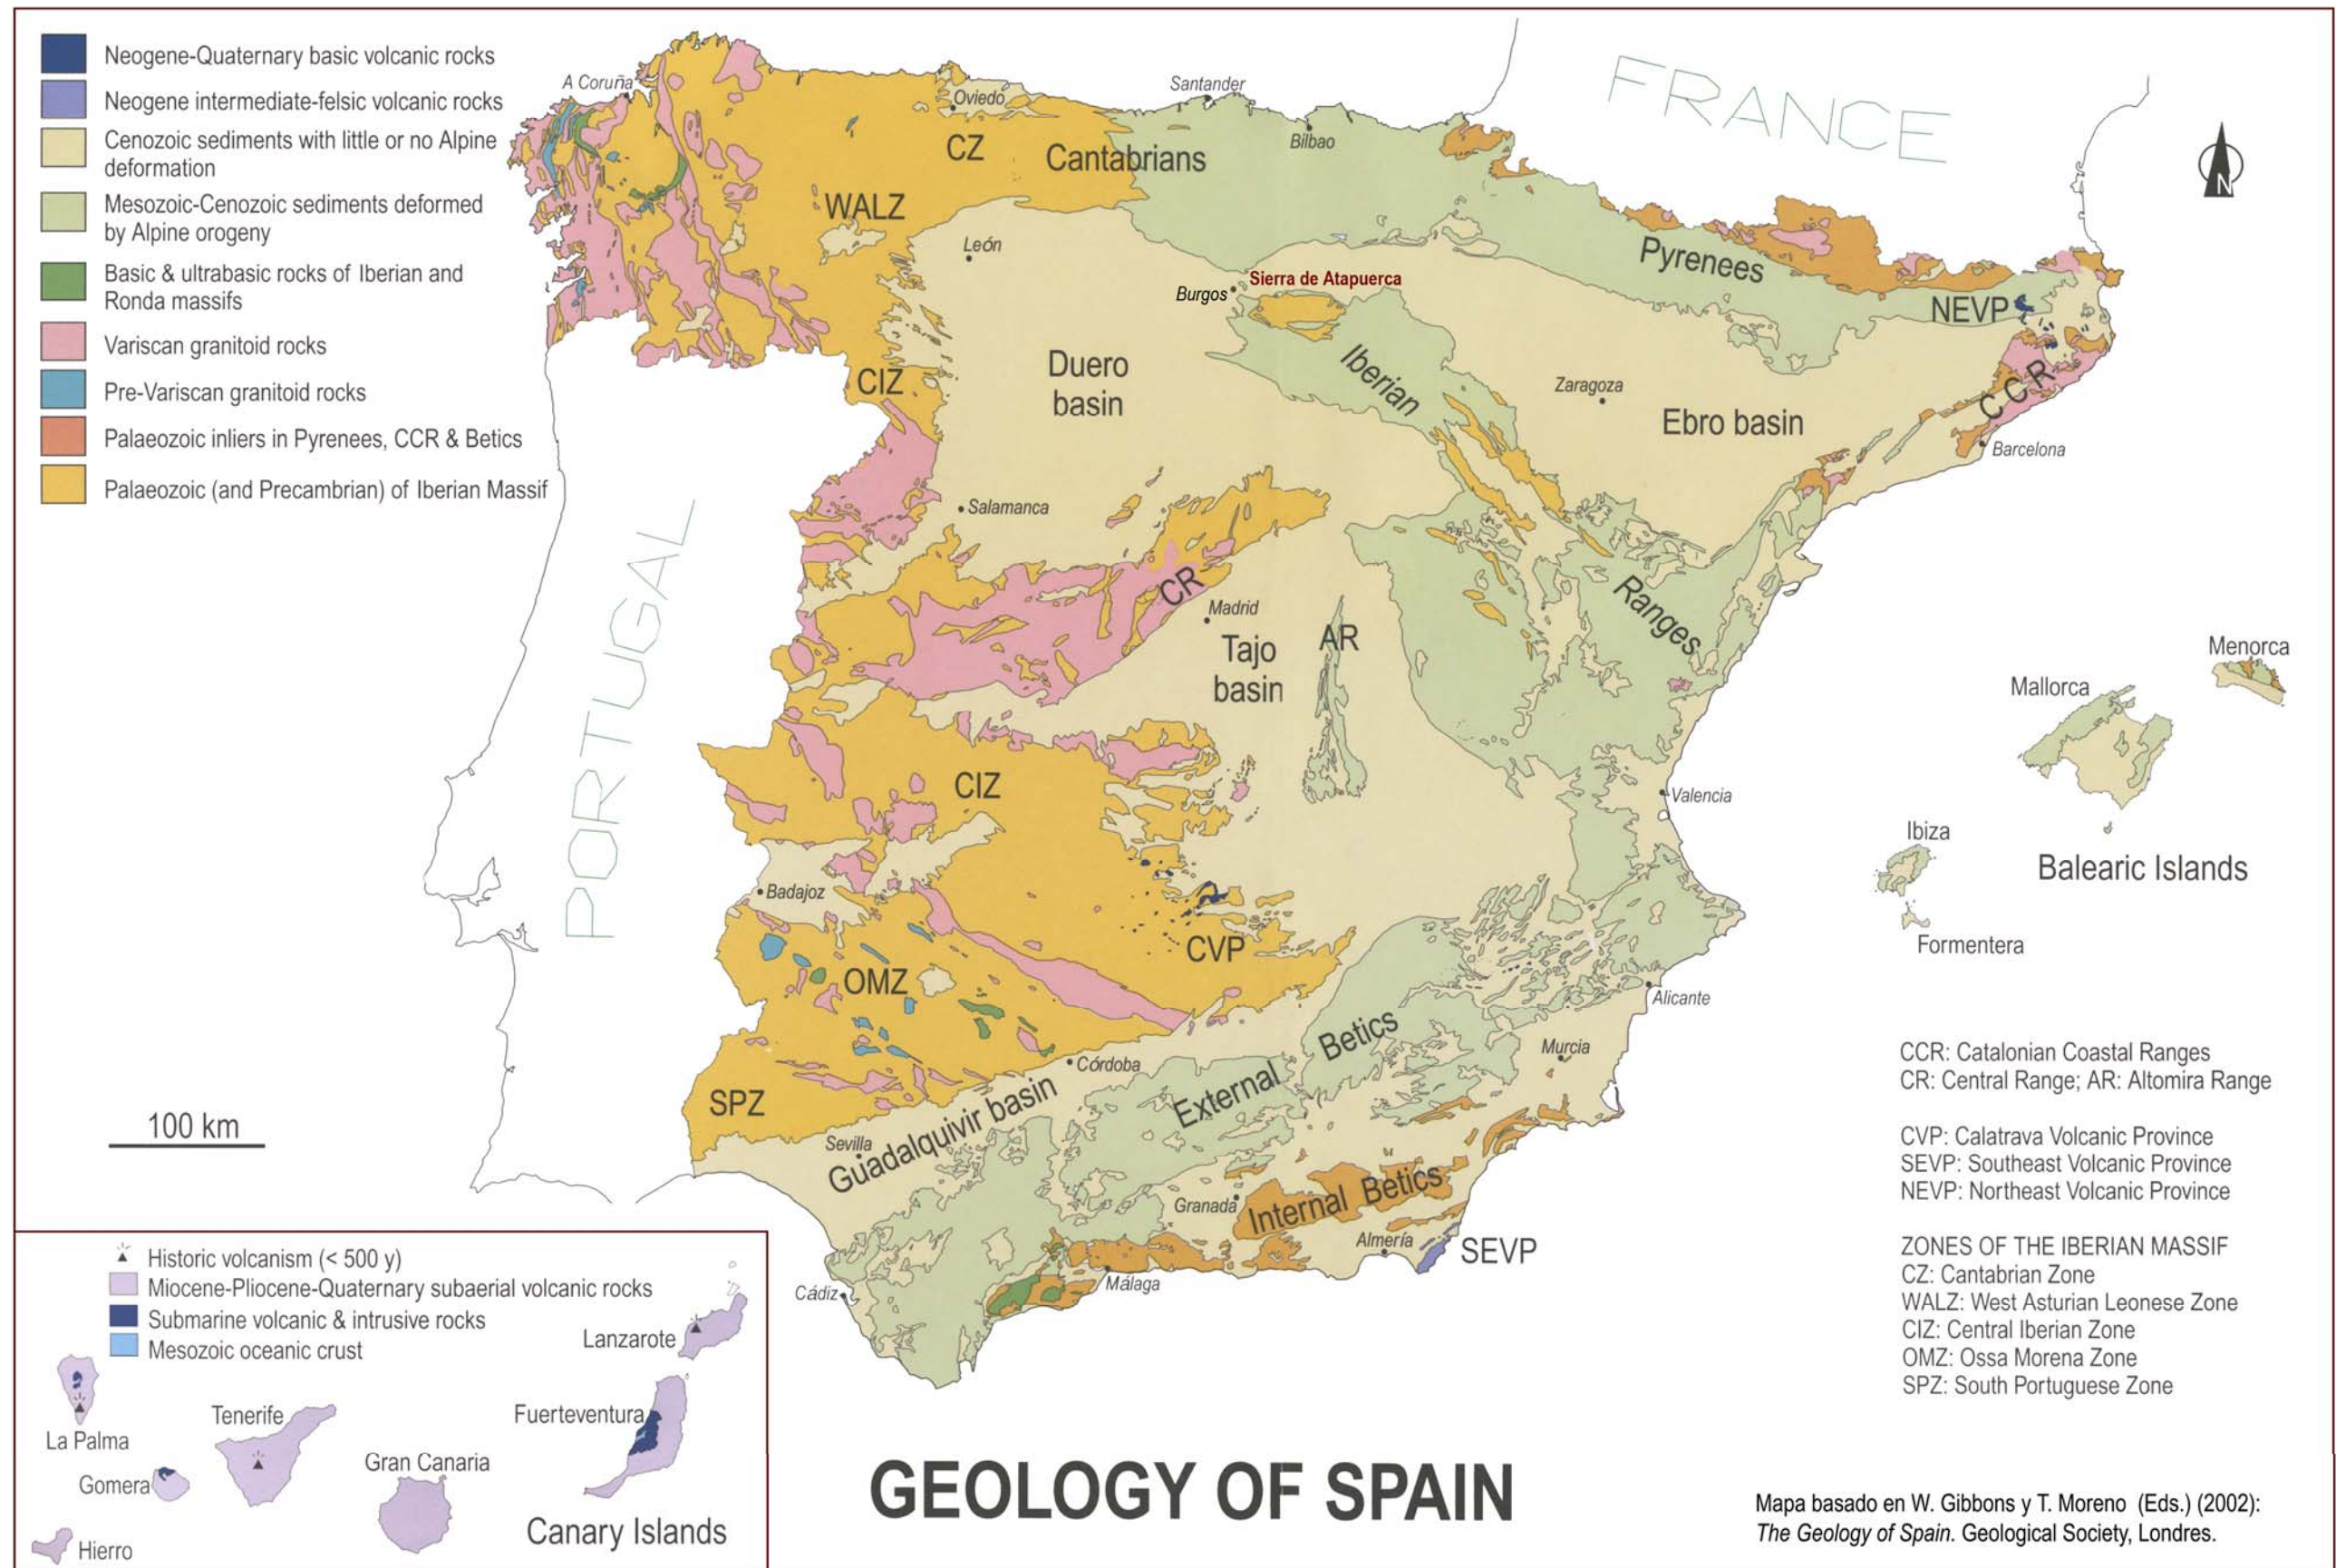 Neogene-Quaternary basic volcanic rocks
Neogene intermediate-felsic volcanic rocks
Cenozoic sediments with little or no Alpine
deformation
Mesozoic-Cenozoic sediments deformed
by Alpine orogeny
Basic & ultrabasic rocks of Iberian and
Ronda massifs
Variscan granitoid rocks
Pre-Variscan granitoid rocks
Palaeozoic inliers in Pyrenees, CCR & Betics
Palaeozoic (and Precambrian) of Iberian Massif
FRANCE
N
PORTUGAL
A Coruña
Oviedo
Santander
Bilbao
CZ
Cantabrians
WALZ
León
Pyrenees
Sierra de Atapuerca
Burgos
NEVP
Duero
basin
Iberian
CIZ
Zaragoza
Ebro basin
CCR
Barcelona
Salamanca
CR
Madrid
Ranges
Tajo
basin
AR
Menorca
Mallorca
CIZ
Valencia
Ibiza
Balearic Islands
Badajoz
Formentera
CVP
OMZ
Alicante
Betics
Murcia
Córdoba
External
SPZ
Sevilla
Guadalquivir basin
Granada
Internal Betics
Almería
SEVP
Málaga
Cádiz
100 km
CCR: Catalonian Coastal Ranges
CR: Central Range; AR: Altomira Range
CVP: Calatrava Volcanic Province
SEVP: Southeast Volcanic Province
NEVP: Northeast Volcanic Province
ZONES OF THE IBERIAN MASSIF
CZ: Cantabrian Zone
WALZ: West Asturian Leonese Zone
CIZ: Central Iberian Zone
OMZ: Ossa Morena Zone
SPZ: South Portuguese Zone
Historic volcanism (< 500 y)
Miocene-Pliocene-Quaternary subaerial volcanic rocks
Submarine volcanic & intrusive rocks
Mesozoic oceanic crust
Lanzarote
Fuerteventura
Tenerife
La Palma
Gran Canaria
Gomera
Canary Islands
Hierro
GEOLOGY OF SPAIN
Mapa basado en W. Gibbons y T. Moreno (Eds.) (2002):
The Geology of Spain. Geological Society, Londres.